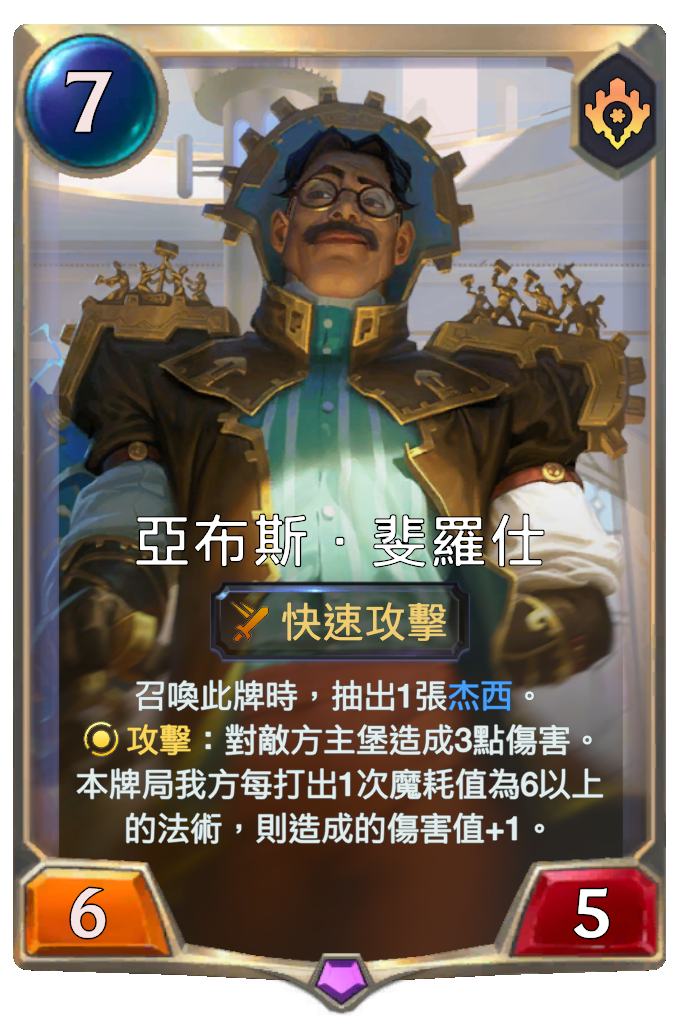 7
亞布斯・斐羅仕
快速攻擊
召喚此牌時，抽出1張杰西。
攻擊：對敵方主堡造成3點傷害。
本牌局我方每打出1次魔耗值為6以上
的法術，則造成的傷害值+1。
6
5